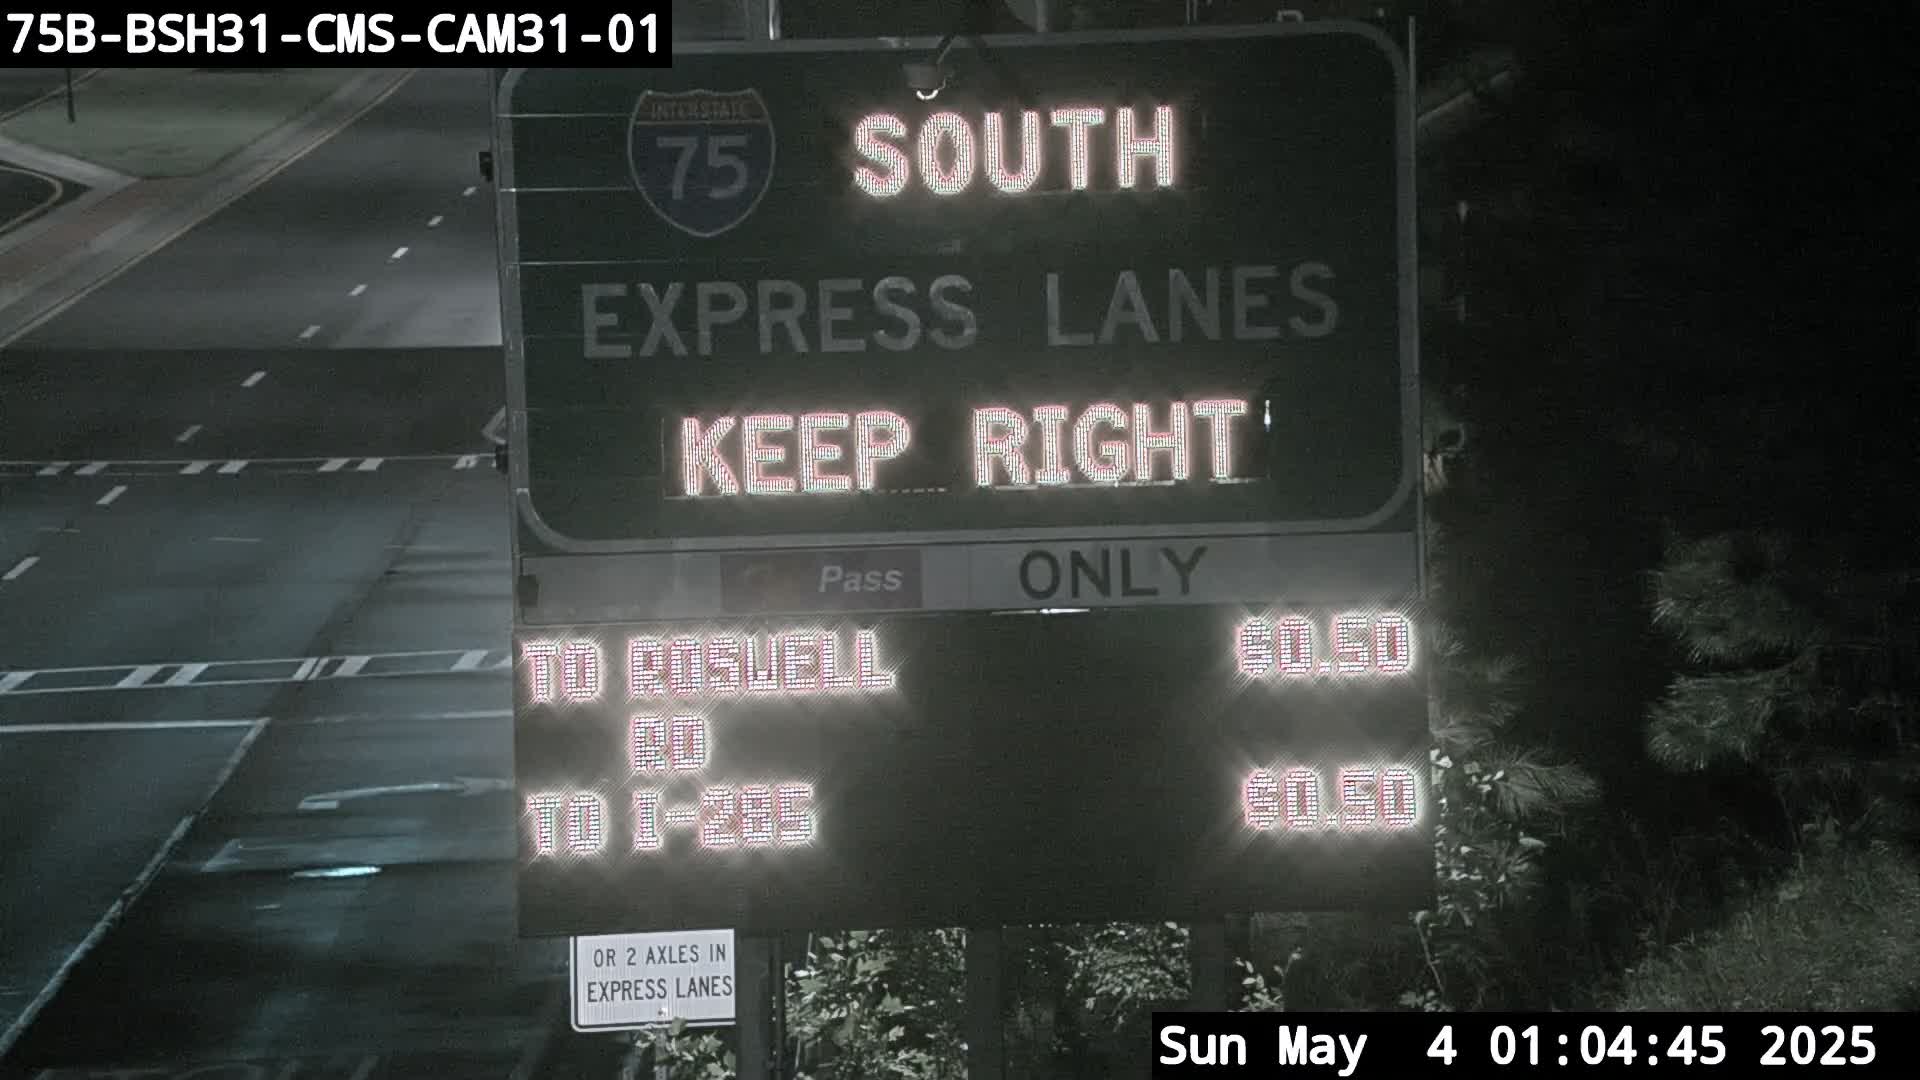 75B-BSH31-CMS-CAM31-01
INTERSTATE
75
SOUTH
EXPRESS LANES
KEEP RIGHT
Pass ONLY
TO ROSWELL $0.50
RD
TO I-285 $0.50
OR 2 AXLES IN
EXPRESS LANES
Sun May 4 01:04:45 2025